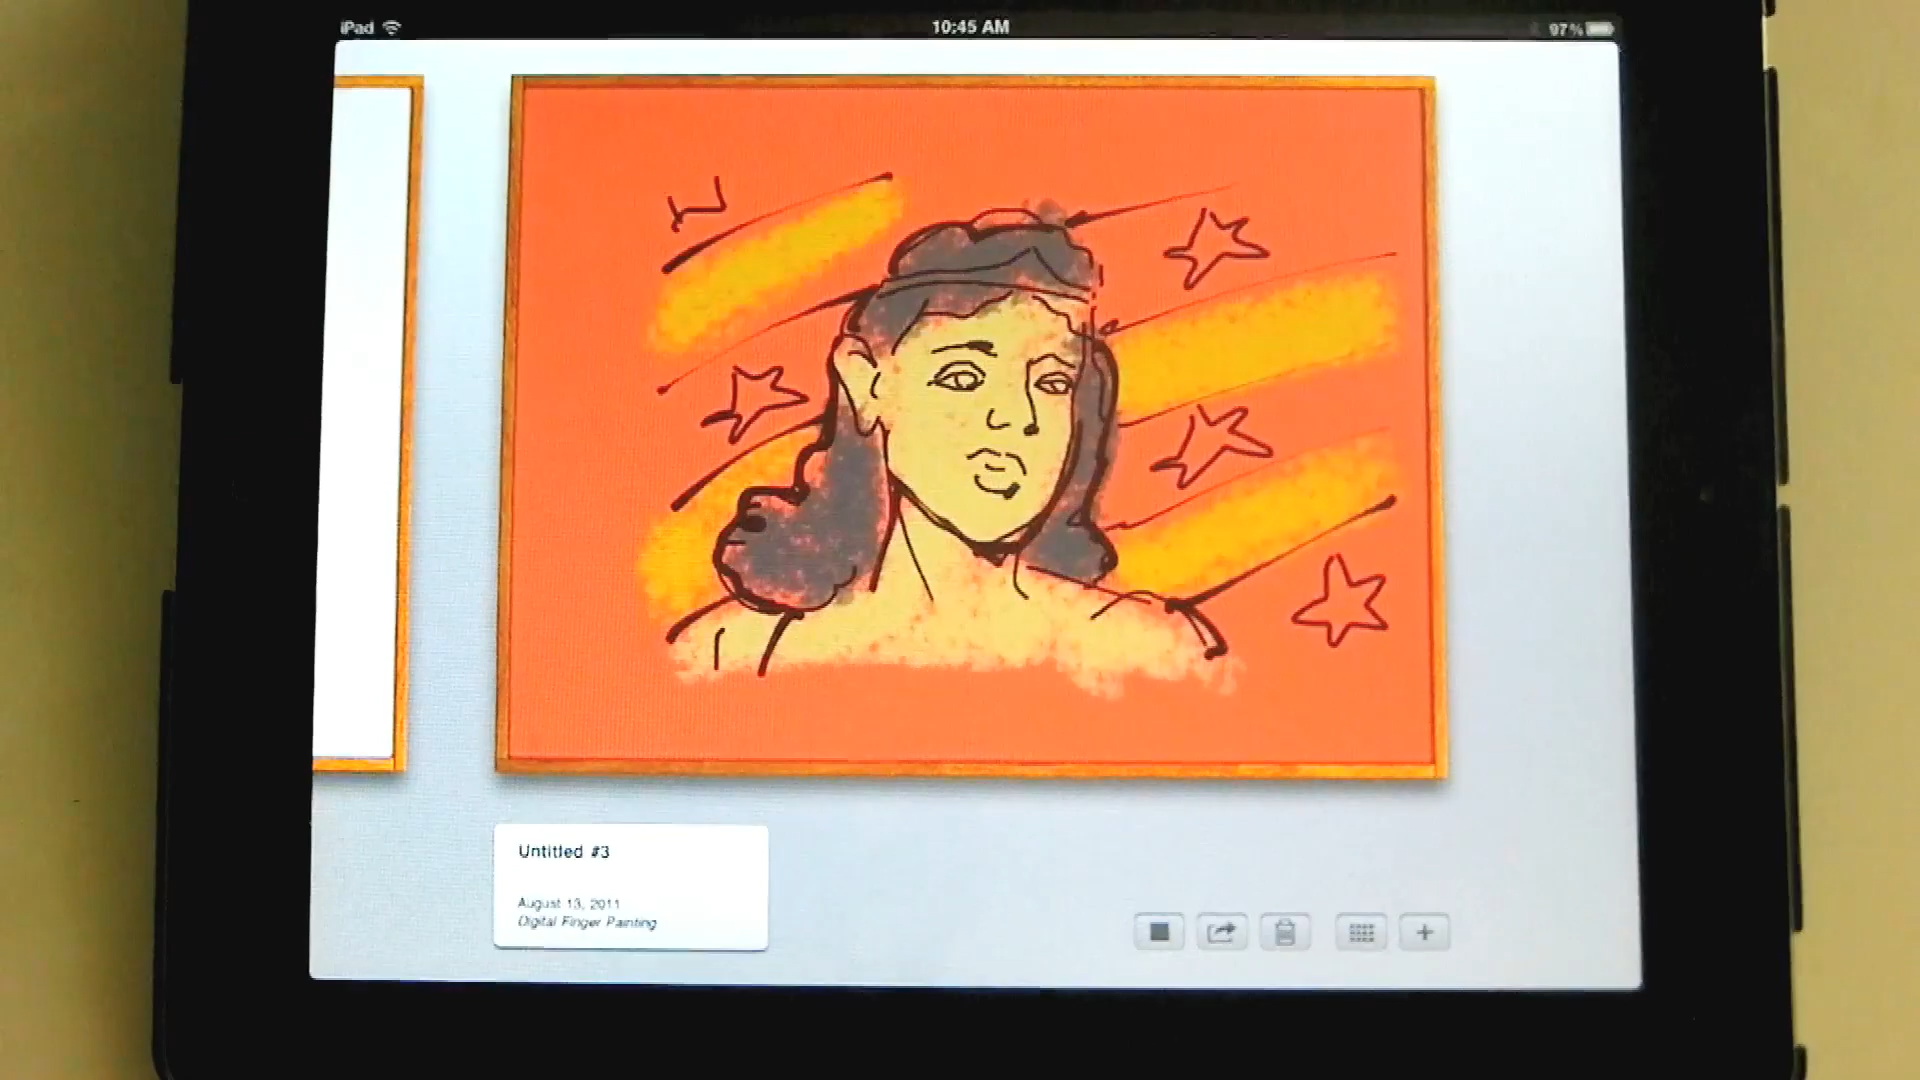 iPad
10:45 AM
97%
Untitled #3
August 13, 2011
Digital Finger Painting